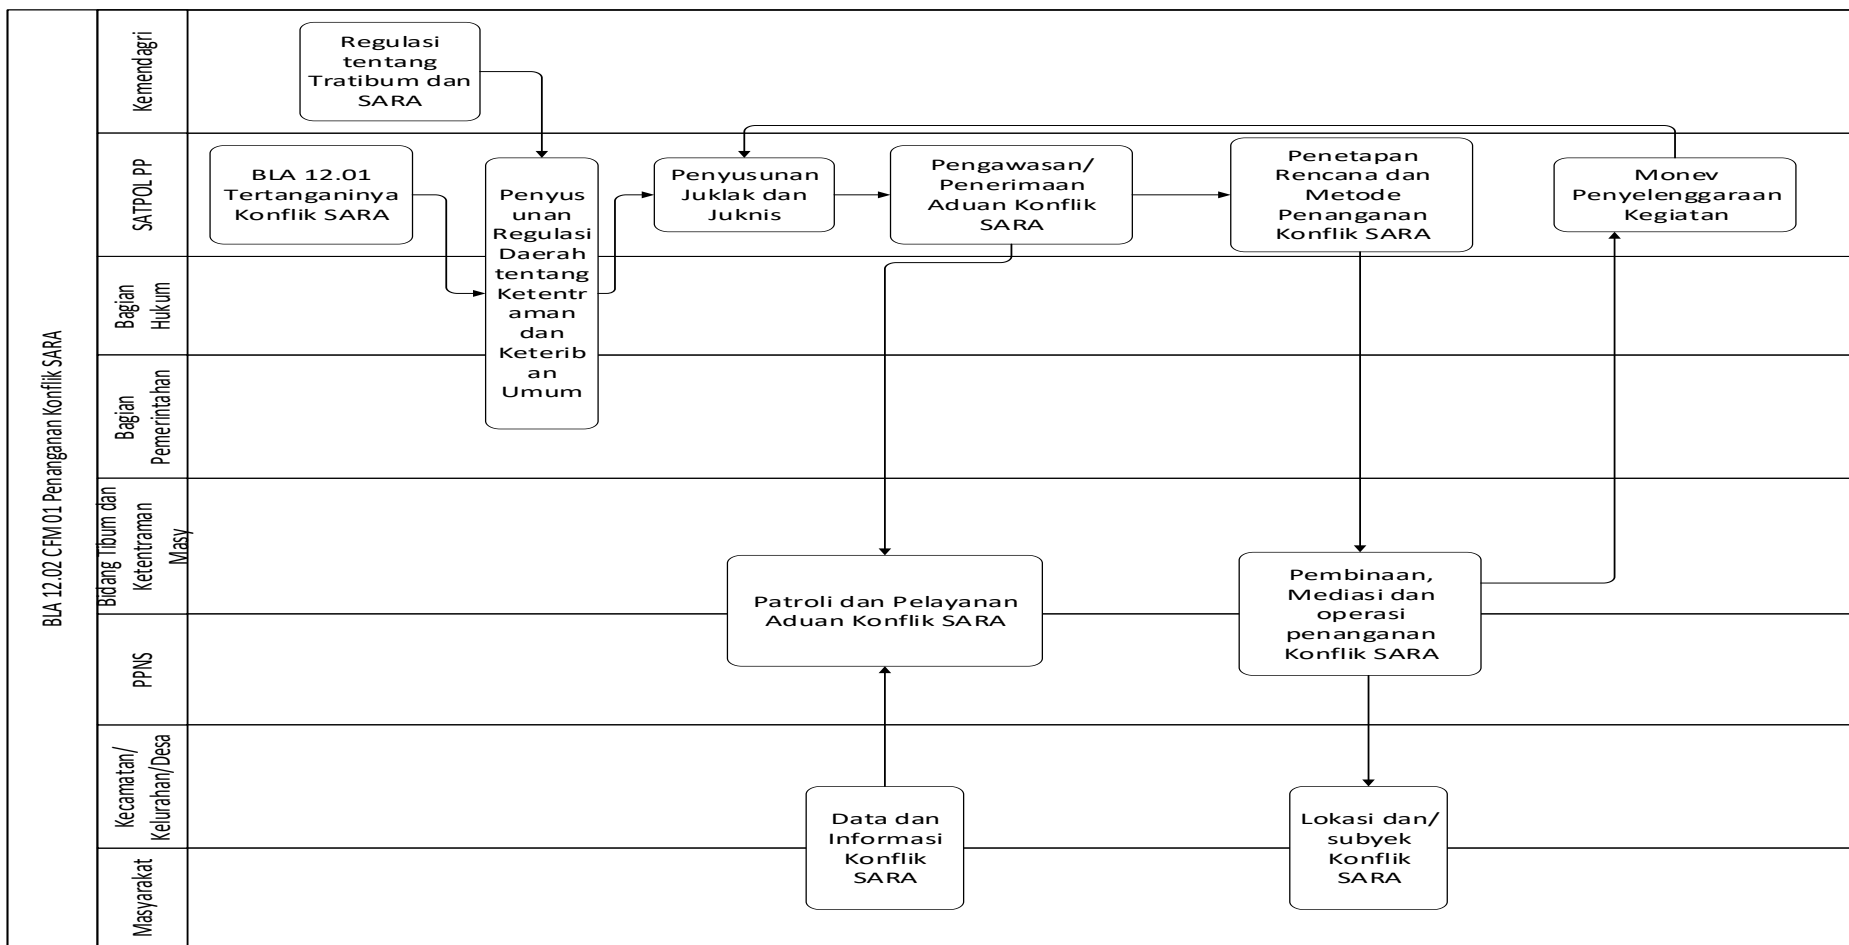 BLA 12.02 CFM 01 Penanganan Konflik SARA
Kemendagri
Regulasi
tentang
Tratibum dan
SARA
SATPOL PP
BLA 12.01
Tertanganinya
Konflik SARA
Penyus
unan
Regulasi
Daerah
tentang
Ketentr
aman
dan
Keterib
an
Umum
Penyusunan
Juklak dan
Juknis
Pengawasan/
Penerimaan
Aduan Konflik
SARA
Penetapan
Rencana dan
Metode
Penanganan
Konflik SARA
Monev
Penyelenggaraan
Kegiatan
Bagian
Hukum
Bagian
Pemerintahan
Bidang Tibum dan
Ketentraman
Masy
Patroli dan Pelayanan
Aduan Konflik SARA
Pembinaan,
Mediasi dan
operasi
penanganan
Konflik SARA
PPNS
Kecamatan/
Kelurahan/Desa
Data dan
Informasi
Konflik
SARA
Lokasi dan/
subyek
Konflik
SARA
Masyarakat